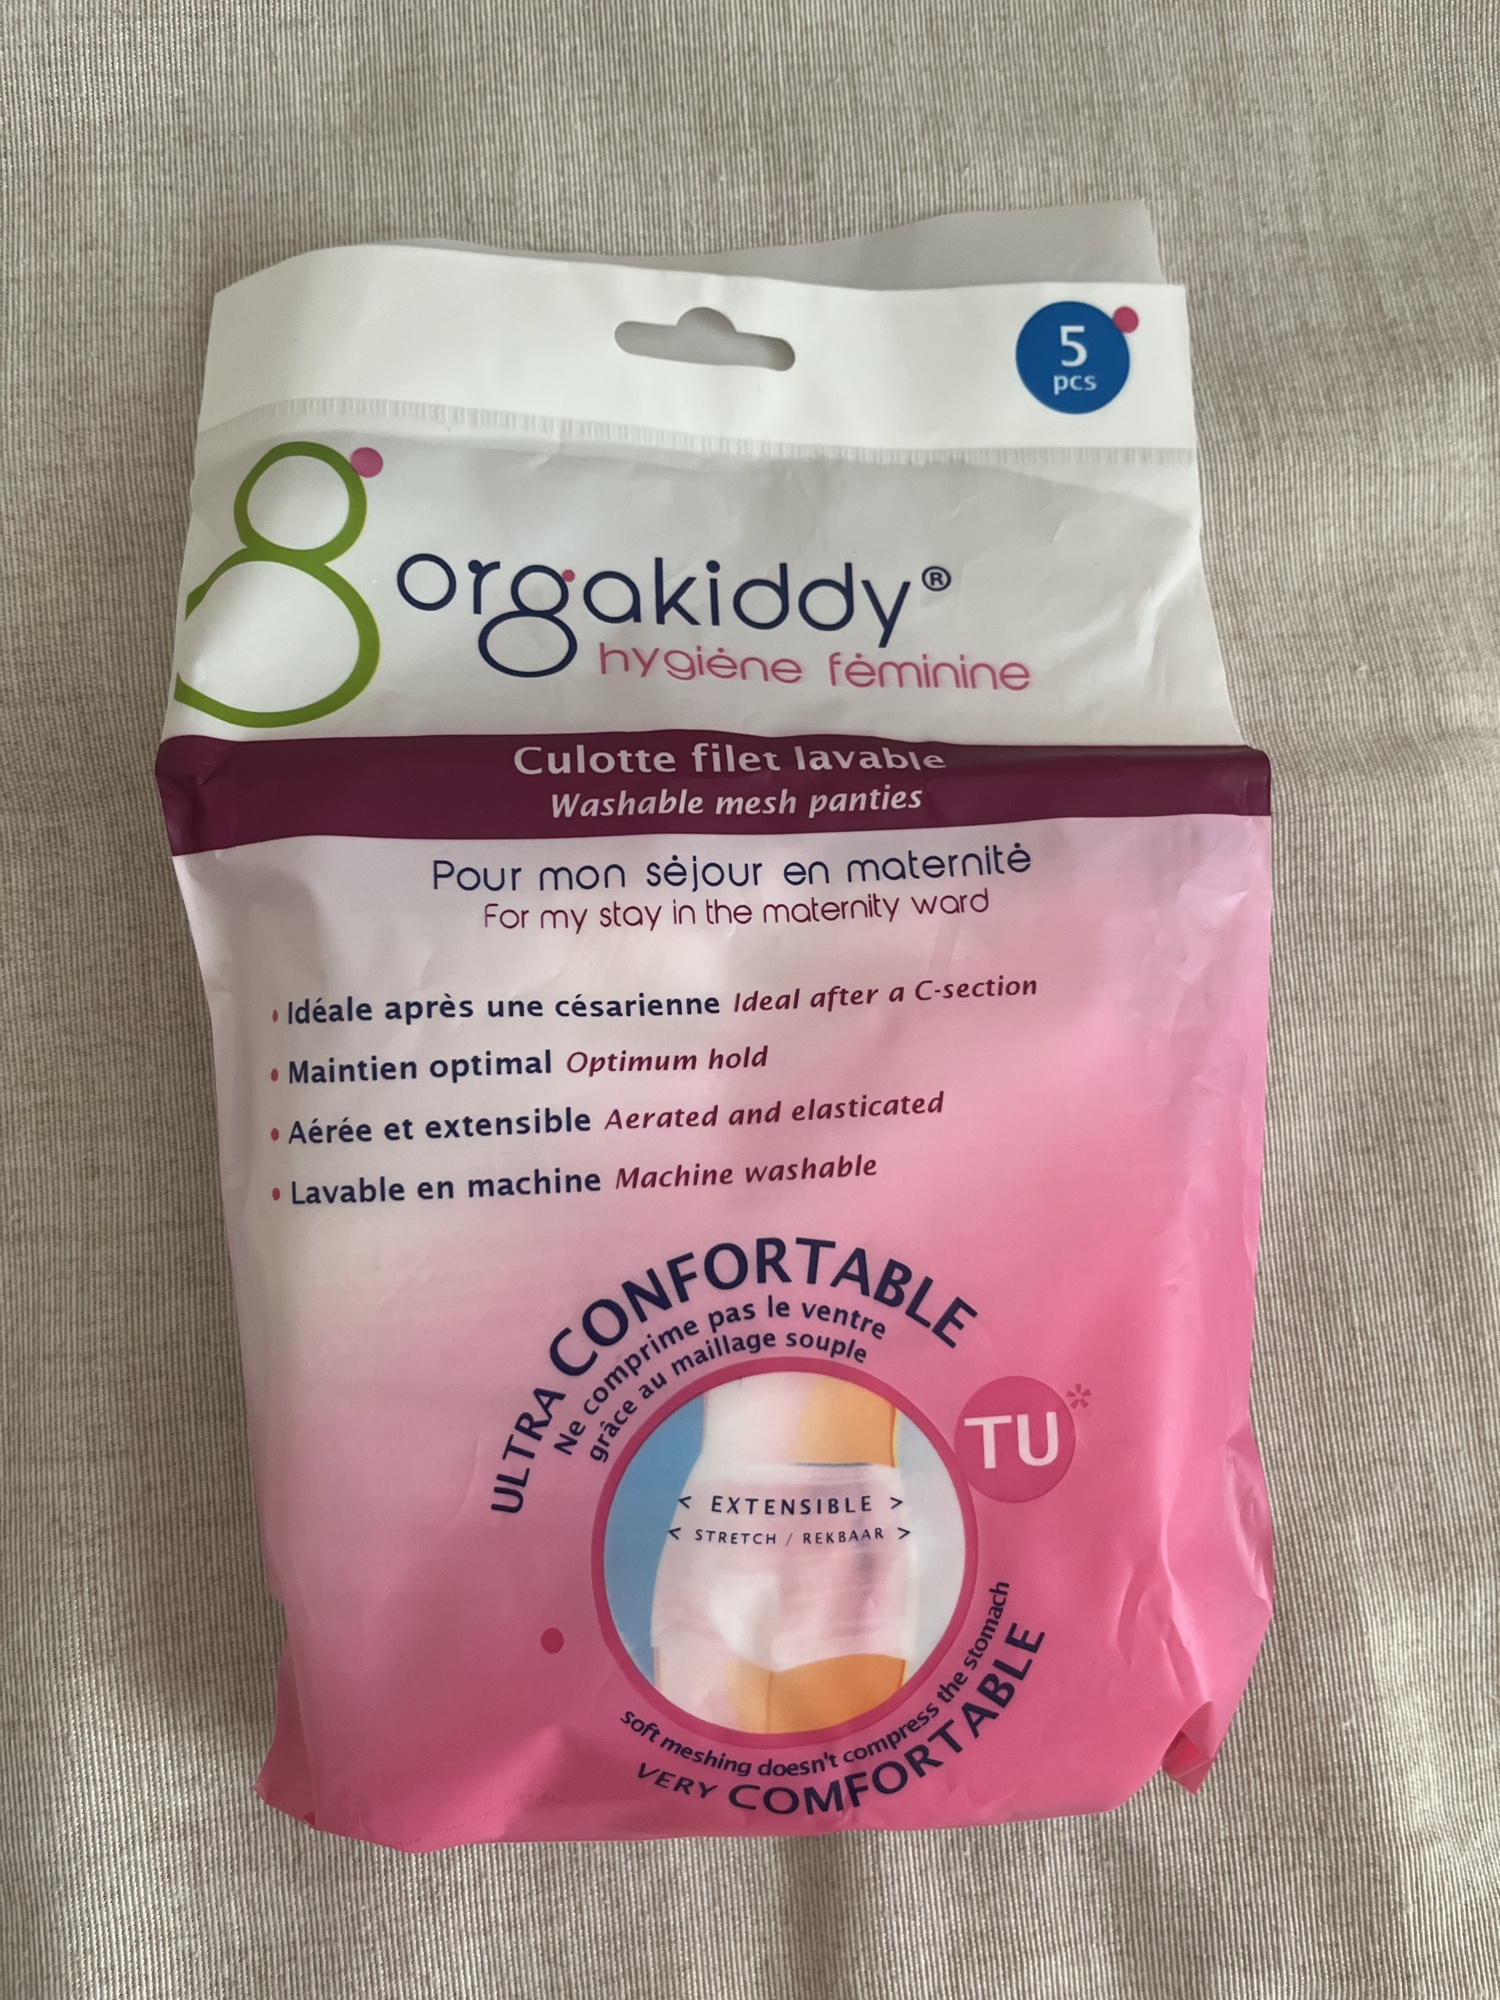 5
pcs
orgakiddy®
hygiène féminine
Culotte filet lavable
Washable mesh panties
Pour mon séjour en maternité
For my stay in the maternity ward
• Idéale après une césarienne Ideal after a C-section
• Maintien optimal Optimum hold
• Aérée et extensible Aerated and elasticated
• Lavable en machine Machine washable
ULTRA CONFORTABLE
Ne comprime pas le ventre
grâce au maillage souple
TU*
< EXTENSIBLE >
< STRETCH / REKBAAR >
soft meshing doesn't compress the stomach
VERY COMFORTABLE